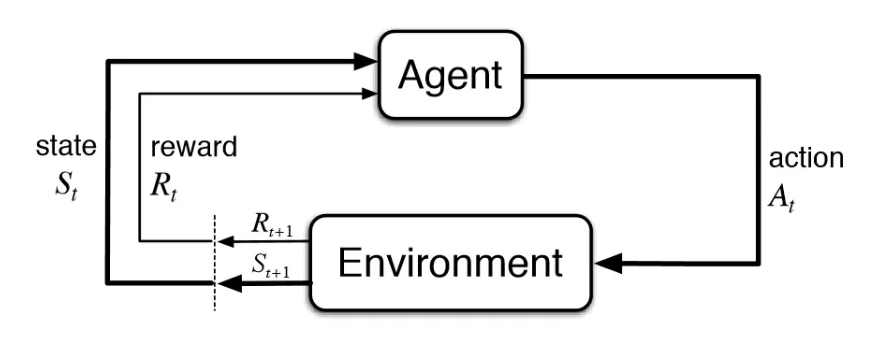 Agent
state
S_t
reward
R_t
action
A_t
R_{t+1}
S_{t+1}
Environment